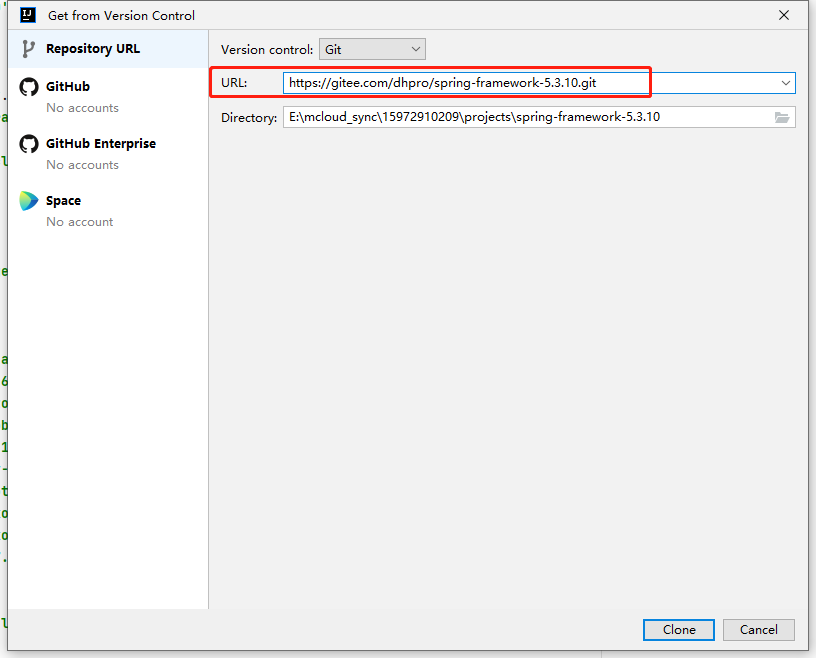 Get from Version Control
Repository URL
GitHub
No accounts
GitHub Enterprise
No accounts
Space
No account
Version control: Git
URL: https://gitee.com/dhpro/spring-framework-5.3.10.git
Directory: E:\mcloud_sync\15972910209\projects\spring-framework-5.3.10
Clone Cancel